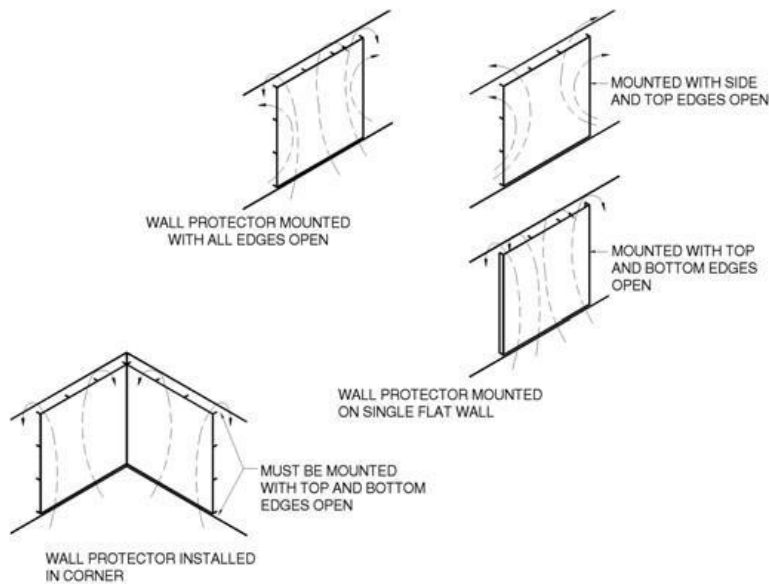 WALL PROTECTOR MOUNTED
WITH ALL EDGES OPEN
MOUNTED WITH SIDE
AND TOP EDGES OPEN
MOUNTED WITH TOP
AND BOTTOM EDGES
OPEN
WALL PROTECTOR MOUNTED
ON SINGLE FLAT WALL
MUST BE MOUNTED
WITH TOP AND BOTTOM
EDGES OPEN
WALL PROTECTOR INSTALLED
IN CORNER